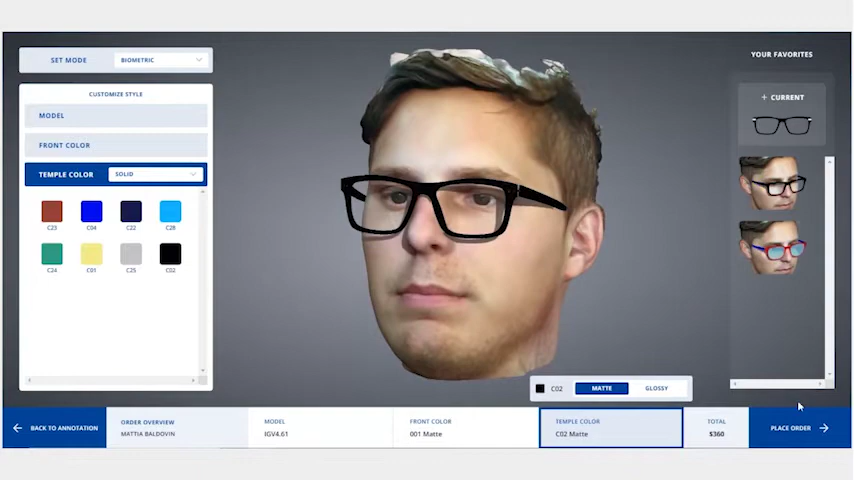 SET MODE
BIOMETRIC
CUSTOMIZE STYLE
MODEL
FRONT COLOR
TEMPLE COLOR
SOLID
C23
C04
C22
C28
C24
C01
C25
C02
YOUR FAVORITES
+ CURRENT
C02
MATTE
GLOSSY
BACK TO ANNOTATION
ORDER OVERVIEW
MATTIA BALDOVIN
MODEL
IGV4.61
FRONT COLOR
001 Matte
TEMPLE COLOR
C02 Matte
TOTAL
$360
PLACE ORDER